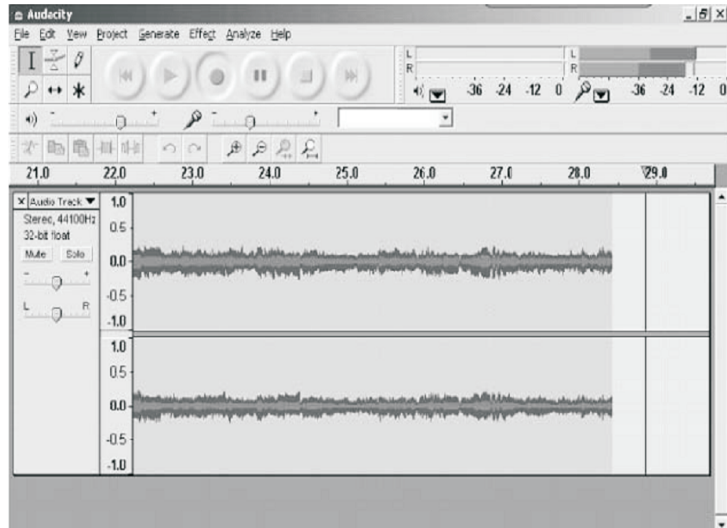 Audacity
File Edit View Project Generate Effect Analyze Help
L
R
L
R
-36 -24 -12 0
-36 -24 -12 0
- +
- +
21.0 22.0 23.0 24.0 25.0 26.0 27.0 28.0 29.0
X Audio Track
Stereo, 44100Hz
32-bit float
Mute Solo
- +
L R
1.0
0.5
0.0
-0.5
-1.0
1.0
0.5
0.0
-0.5
-1.0